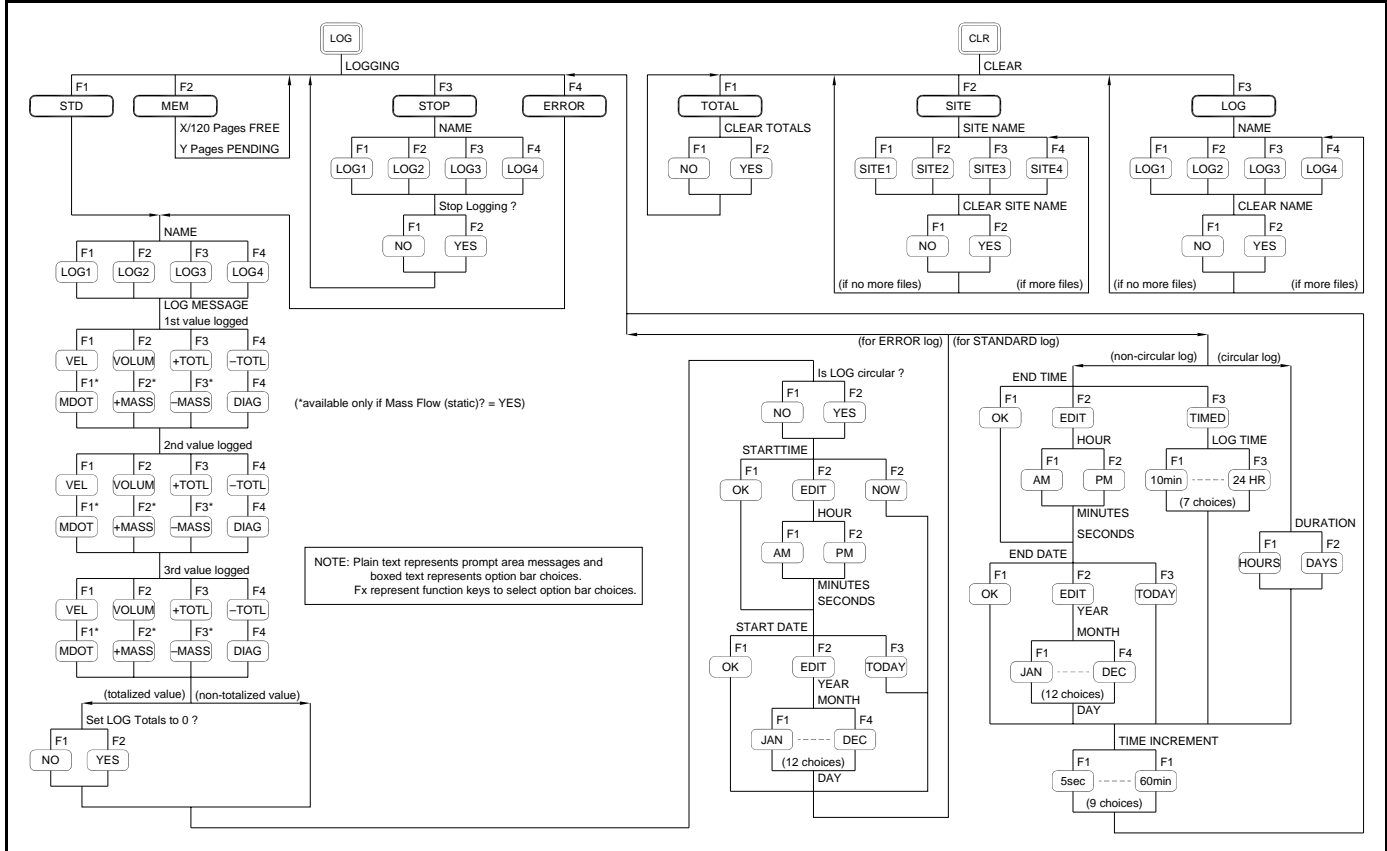 LOG
LOGGING
F1 F2 F3 F4
STD MEM STOP ERROR
X/120 Pages FREE
Y Pages PENDING
NAME
F1 F2 F3 F4
LOG1 LOG2 LOG3 LOG4
Stop Logging ?
F1 F2
NO YES
CLR
CLEAR
F1 F2 F3
TOTAL SITE LOG
CLEAR TOTALS
F1 F2
NO YES
SITE NAME
F1 F2 F3 F4
SITE1 SITE2 SITE3 SITE4
CLEAR SITE NAME
F1 F2
NO YES
(if no more files) (if more files)
NAME
F1 F2 F3 F4
LOG1 LOG2 LOG3 LOG4
CLEAR NAME
F1 F2
NO YES
(if no more files) (if more files)
NAME
F1 F2 F3 F4
LOG1 LOG2 LOG3 LOG4
LOG MESSAGE
1st value logged
F1 F2 F3 F4
VEL VOLUM +TOTL –TOTL
F1* F2* F3* F4
MDOT +MASS –MASS DIAG
(*available only if Mass Flow (static)? = YES)
2nd value logged
F1 F2 F3 F4
VEL VOLUM +TOTL –TOTL
F1* F2* F3* F4
MDOT +MASS –MASS DIAG
3rd value logged
F1 F2 F3 F4
VEL VOLUM +TOTL –TOTL
F1* F2* F3* F4
MDOT +MASS –MASS DIAG
(totalized value) (non-totalized value)
Set LOG Totals to 0 ?
F1 F2
NO YES
NOTE: Plain text represents prompt area messages and
boxed text represents option bar choices.
Fx represent function keys to select option bar choices.
(for ERROR log) (for STANDARD log)
Is LOG circular ?
F1 F2
NO YES
STARTTIME
F1 F2 F2
OK EDIT NOW
HOUR
F1 F2
AM PM
MINUTES
SECONDS
START DATE
F1 F2 F3
OK EDIT TODAY
YEAR
MONTH
F1 F4
JAN DEC
(12 choices)
DAY
(non-circular log) (circular log)
END TIME
F1 F2 F3
OK EDIT TIMED
HOUR
F1 F2
AM PM
MINUTES
SECONDS
LOG TIME
F1 F3
10min 24 HR
(7 choices)
DURATION
F1 F2
HOURS DAYS
END DATE
F1 F2 F3
OK EDIT TODAY
YEAR
MONTH
F1 F4
JAN DEC
(12 choices)
DAY
TIME INCREMENT
F1 F1
5sec 60min
(9 choices)